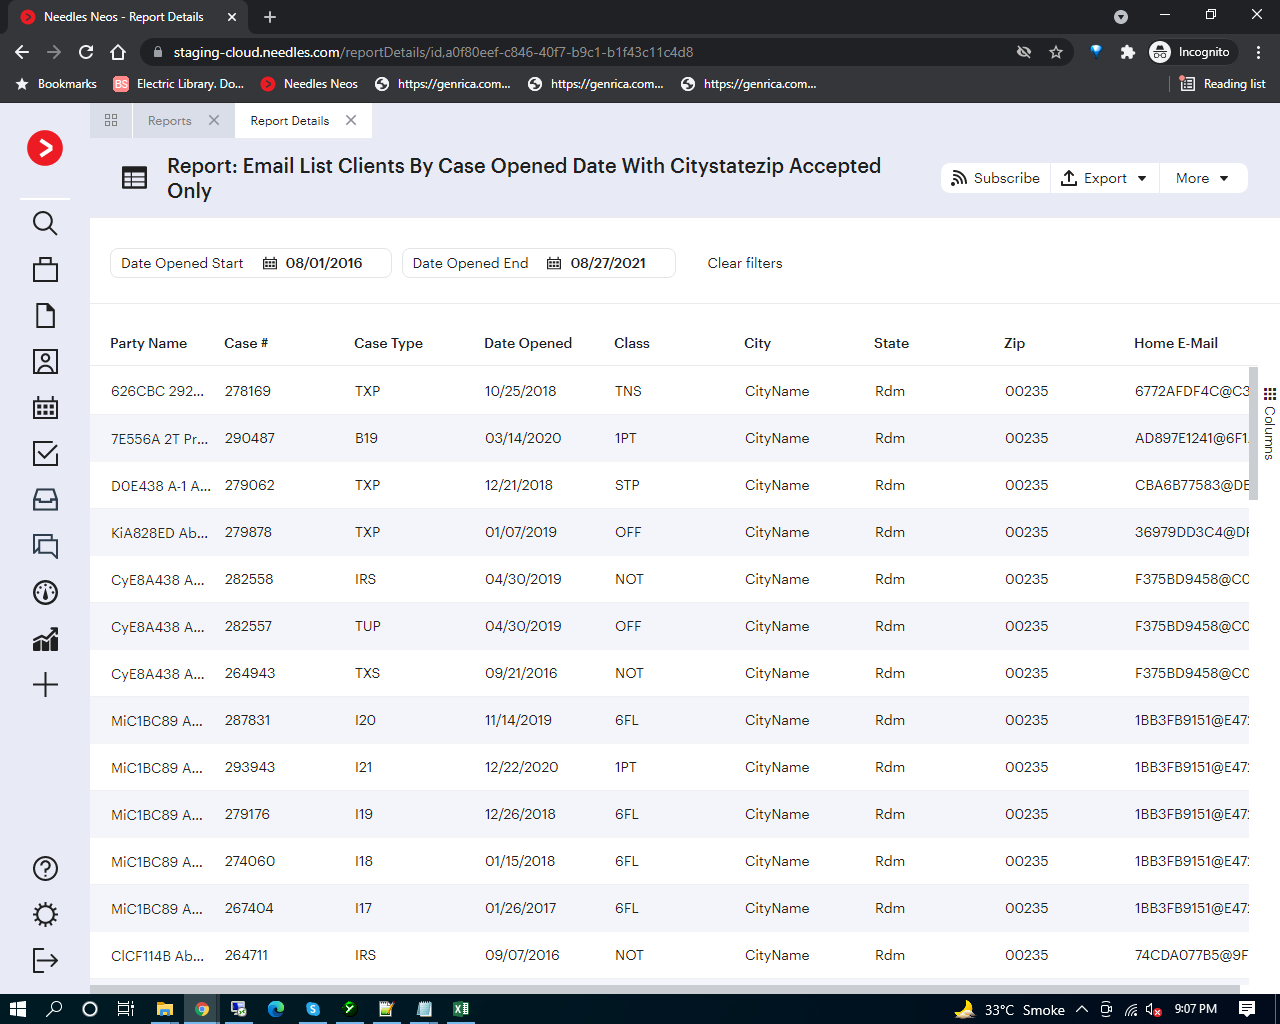 Needles Neos - Report Details
staging-cloud.needles.com/reportDetails/id,a0f80eef-c846-40f7-b9c1-b1f43c11c4d8
Incognito
Bookmarks
BS Electric Library. Do...
Needles Neos
https://genrica.com...
https://genrica.com...
https://genrica.com...
Reading list
Reports
Report Details
Report: Email List Clients By Case Opened Date With Citystatezip Accepted
Only
Subscribe
Export
More
Date Opened Start 08/01/2016
Date Opened End 08/27/2021
Clear filters
Party Name Case # Case Type Date Opened Class City State Zip Home E-Mail
626CBC 292... 278169 TXP 10/25/2018 TNS CityName Rdm 00235 6772AFDF4C@C3
7E556A 2T Pr... 290487 B19 03/14/2020 1PT CityName Rdm 00235 AD897E1241@6F1
D0E438 A-1 A... 279062 TXP 12/21/2018 STP CityName Rdm 00235 CBA6B77583@DE
KiA828ED Ab... 279878 TXP 01/07/2019 OFF CityName Rdm 00235 36979DD3C4@DF
CyE8A438 A... 282558 IRS 04/30/2019 NOT CityName Rdm 00235 F375BD9458@C0
CyE8A438 A... 282557 TUP 04/30/2019 OFF CityName Rdm 00235 F375BD9458@C0
CyE8A438 A... 264943 TXS 09/21/2016 NOT CityName Rdm 00235 F375BD9458@C0
MiC1BC89 A... 287831 I20 11/14/2019 6FL CityName Rdm 00235 1BB3FB9151@E47
MiC1BC89 A... 293943 I21 12/22/2020 1PT CityName Rdm 00235 1BB3FB9151@E47
MiC1BC89 A... 279176 I19 12/26/2018 6FL CityName Rdm 00235 1BB3FB9151@E47
MiC1BC89 A... 274060 I18 01/15/2018 6FL CityName Rdm 00235 1BB3FB9151@E47
MiC1BC89 A... 267404 I17 01/26/2017 6FL CityName Rdm 00235 1BB3FB9151@E47
ClCF114B Ab... 264711 IRS 09/07/2016 NOT CityName Rdm 00235 74CDA077B5@9F
Columns
33°C Smoke
9:07 PM